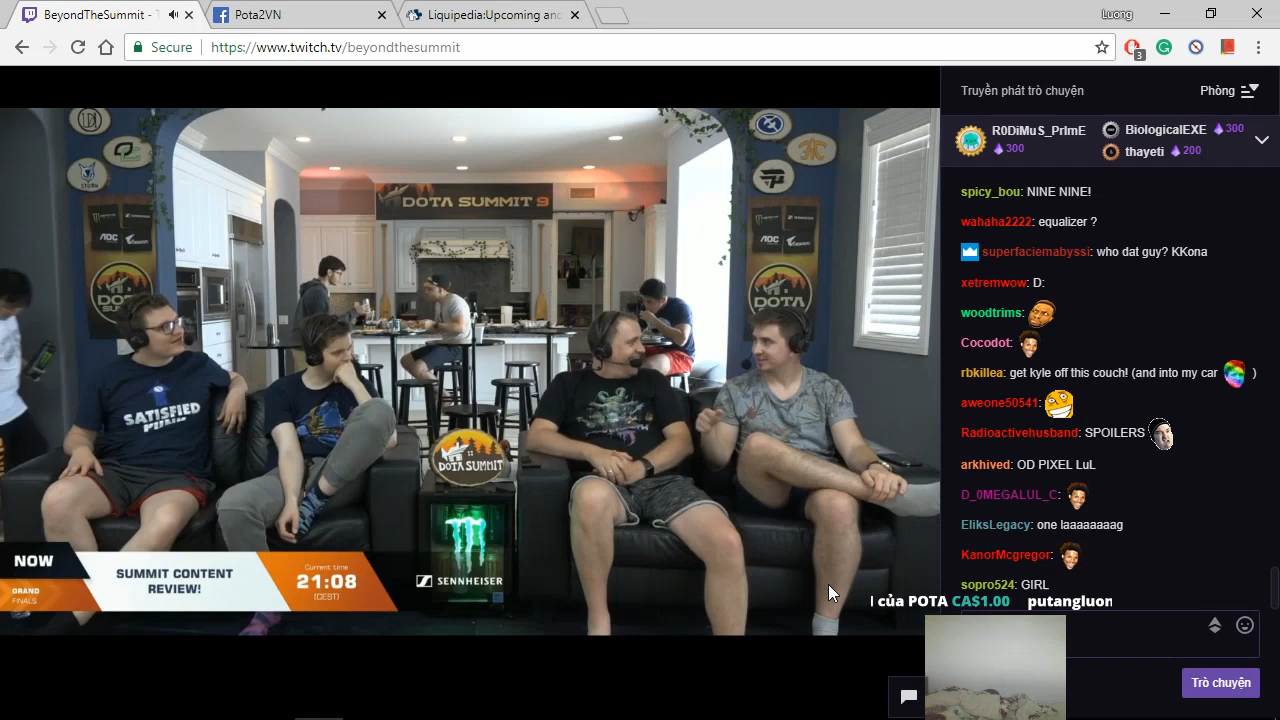 BeyondTheSummit - T
Pota2VN
Liquipedia:Upcoming and
Luong
Secure
https://www.twitch.tv/beyondthesummit
3
Truyền phát trò chuyện
Phòng
R0DiMuS_PrImE
300
BiologicalEXE 300
thayeti 200
spicy_bou: NINE NINE!
wahaha2222: equalizer ?
superfaciemabyssi: who dat guy? KKona
xetremwow: D:
woodtrims:
Cocodot:
rbkillea: get kyle off this couch! (and into my car )
aweone50541:
Radioactivehusband: SPOILERS
arkhived: OD PIXEL LuL
D_0MEGALUL_C:
EliksLegacy: one laaaaaaaag
KanorMcgregor:
sopro524: GIRL
l của POTA CA$1.00 putangluon
Trò chuyện
DOTA SUMMIT 9
AOC
AOC
DOTA
DOTA
SATISFIED
DOTA SUMMIT
SENNHEISER
NOW
GRAND
FINALS
SUMMIT CONTENT
REVIEW!
Current time
21:08
(CEST)